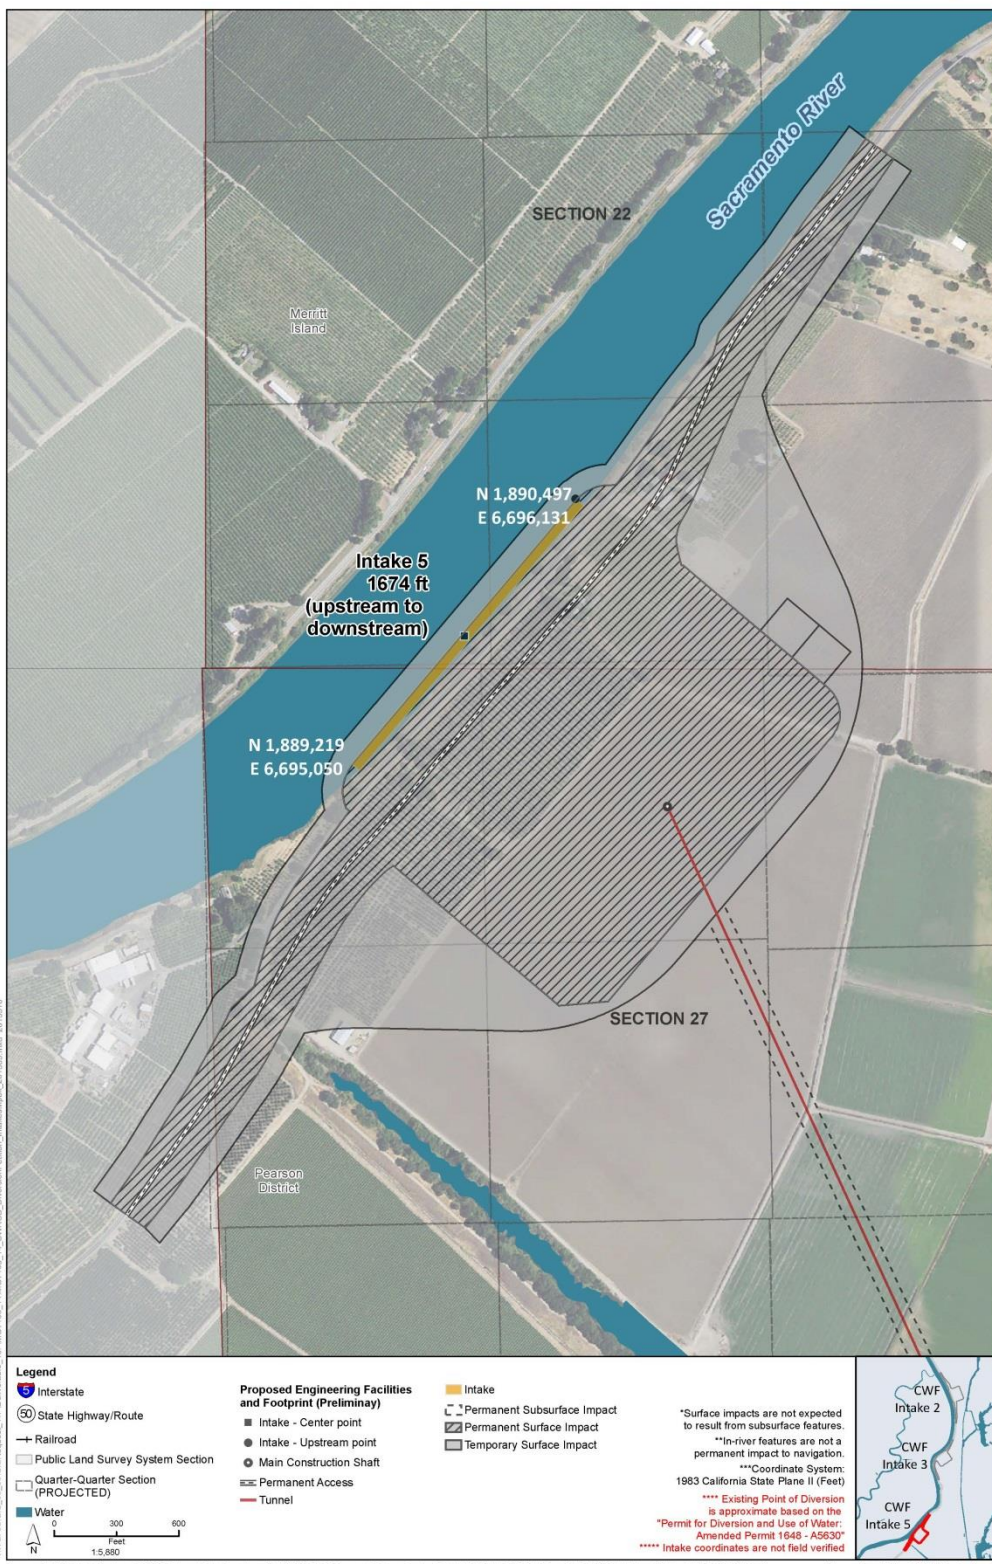 Sacramento River
SECTION 22
Merritt
Island
N 1,890,497
E 6,696,131
Intake 5
1674 ft
(upstream to
downstream)
N 1,889,219
E 6,695,050
SECTION 27
Pearson
District
Legend
5 Interstate
50 State Highway/Route
Railroad
Public Land Survey System Section
Quarter-Quarter Section
(PROJECTED)
Water
N
0 300 600
Feet
1:5,880
Proposed Engineering Facilities
and Footprint (Preliminay)
Intake - Center point
Intake - Upstream point
Main Construction Shaft
Permanent Access
Tunnel
Intake
Permanent Subsurface Impact
Permanent Surface Impact
Temporary Surface Impact
*Surface impacts are not expected
to result from subsurface features.
**In-river features are not a
permanent impact to navigation.
***Coordinate System:
1983 California State Plane II (Feet)
**** Existing Point of Diversion
is approximate based on the
"Permit for Diversion and Use of Water:
Amended Permit 1648 - A5630"
***** Intake coordinates are not field verified
CWF
Intake 2
CWF
Intake 3
CWF
Intake 5